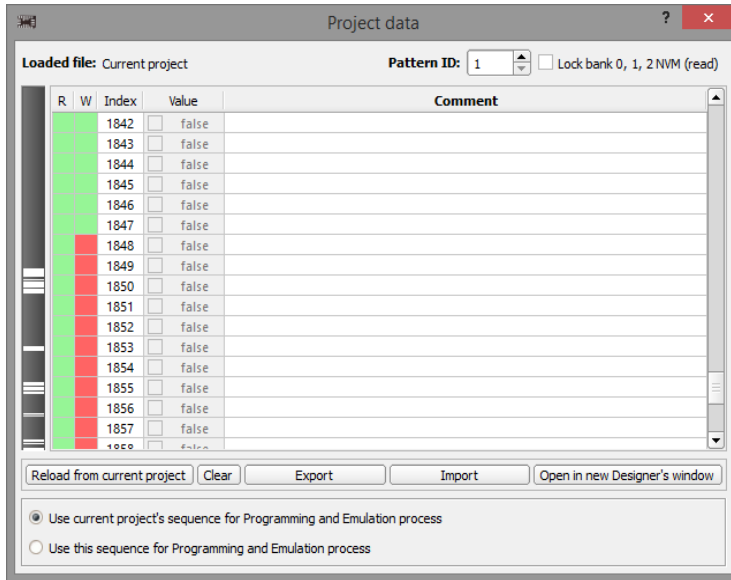 Project data
? ×
Loaded file: Current project Pattern ID: 1 Lock bank 0, 1, 2 NVM (read)
R W Index Value Comment
1842 false
1843 false
1844 false
1845 false
1846 false
1847 false
1848 false
1849 false
1850 false
1851 false
1852 false
1853 false
1854 false
1855 false
1856 false
1857 false
1858 false
Reload from current project Clear Export Import Open in new Designer's window
Use current project's sequence for Programming and Emulation process
Use this sequence for Programming and Emulation process